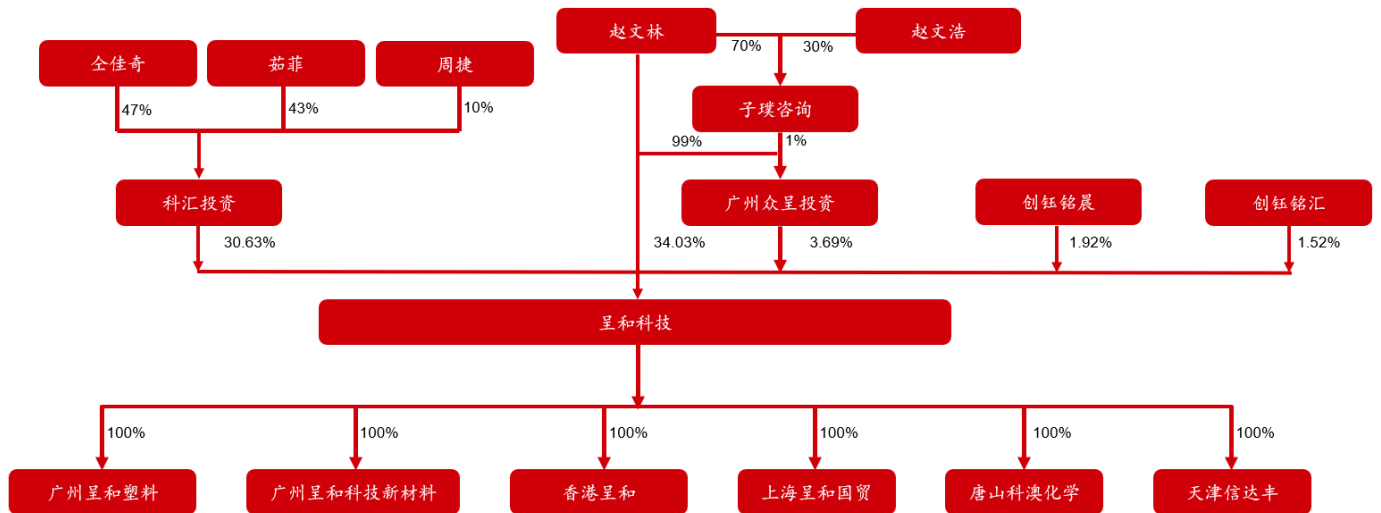 赵文林
赵文浩
70%
30%
仝佳奇
茹菲
周捷
47%
43%
10%
子璞咨询
99%
1%
科汇投资
广州众呈投资
创钰铭晨
创钰铭汇
30.63%
34.03%
3.69%
1.92%
1.52%
呈和科技
100%
100%
100%
100%
100%
100%
广州呈和塑料
广州呈和科技新材料
香港呈和
上海呈和国贸
唐山科澳化学
天津信达丰